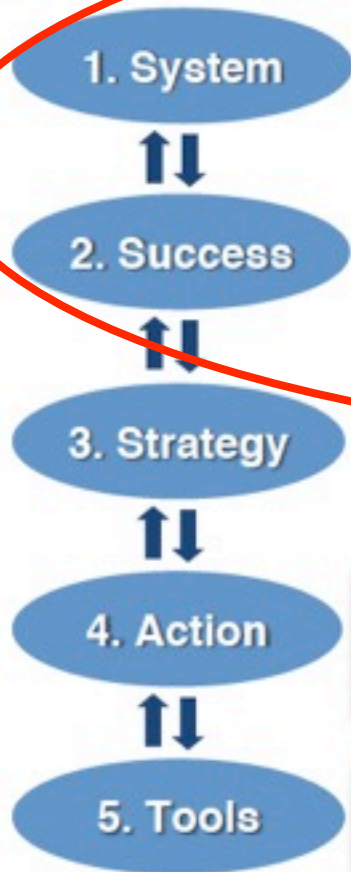 1. System
2. Success
3. Strategy
4. Action
5. Tools